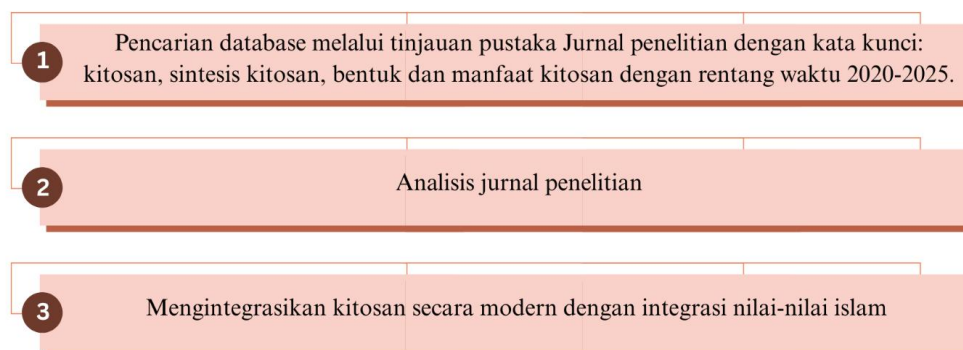 1
Pencarian database melalui tinjauan pustaka Jurnal penelitian dengan kata kunci:
kitosan, sintesis kitosan, bentuk dan manfaat kitosan dengan rentang waktu 2020-2025.
2
Analisis jurnal penelitian
3
Mengintegrasikan kitosan secara modern dengan integrasi nilai-nilai islam